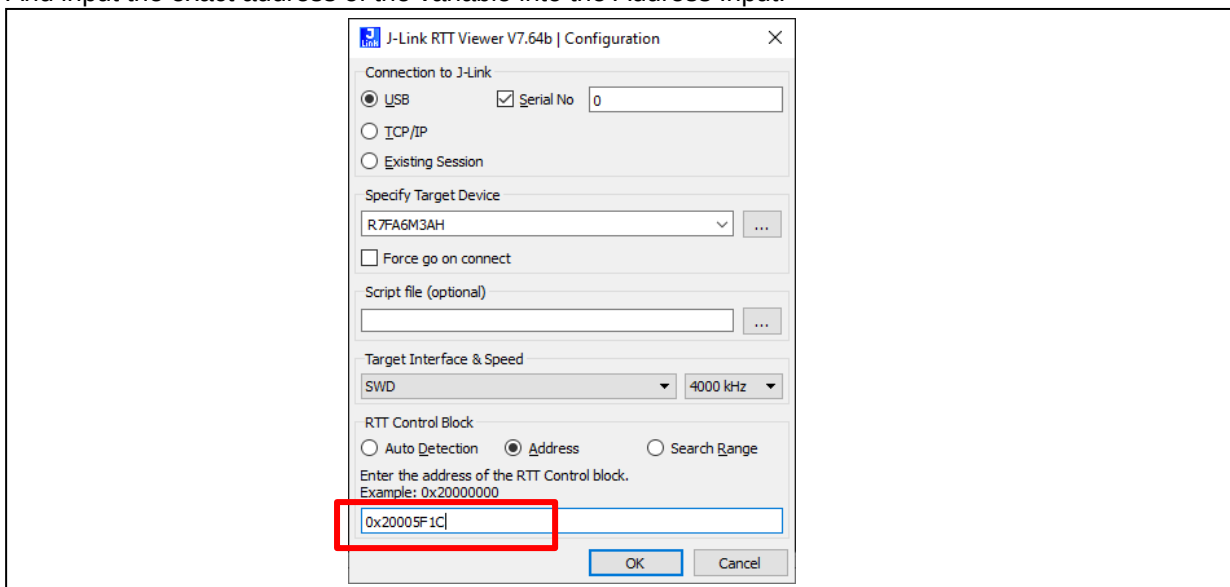 And input the exact address of the variable into the Address Input.
J-Link RTT Viewer V7.64b | Configuration
Connection to J-Link
USB Serial No 0
TCP/IP
Existing Session
Specify Target Device
R7FA6M3AH ...
Force go on connect
Script file (optional)
...
Target Interface & Speed
SWD 4000 kHz
RTT Control Block
Auto Detection Address Search Range
Enter the address of the RTT Control block.
Example: 0x20000000
0x20005F1C
OK Cancel